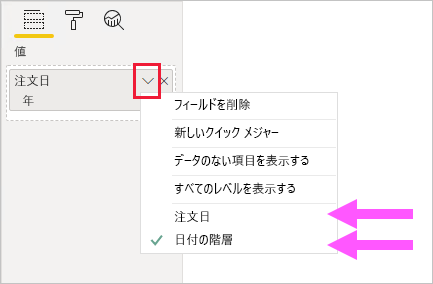 値
注文日
年
フィールドを削除
新しいクイック メジャー
データのない項目を表示する
すべてのレベルを表示する
注文日
日付の階層